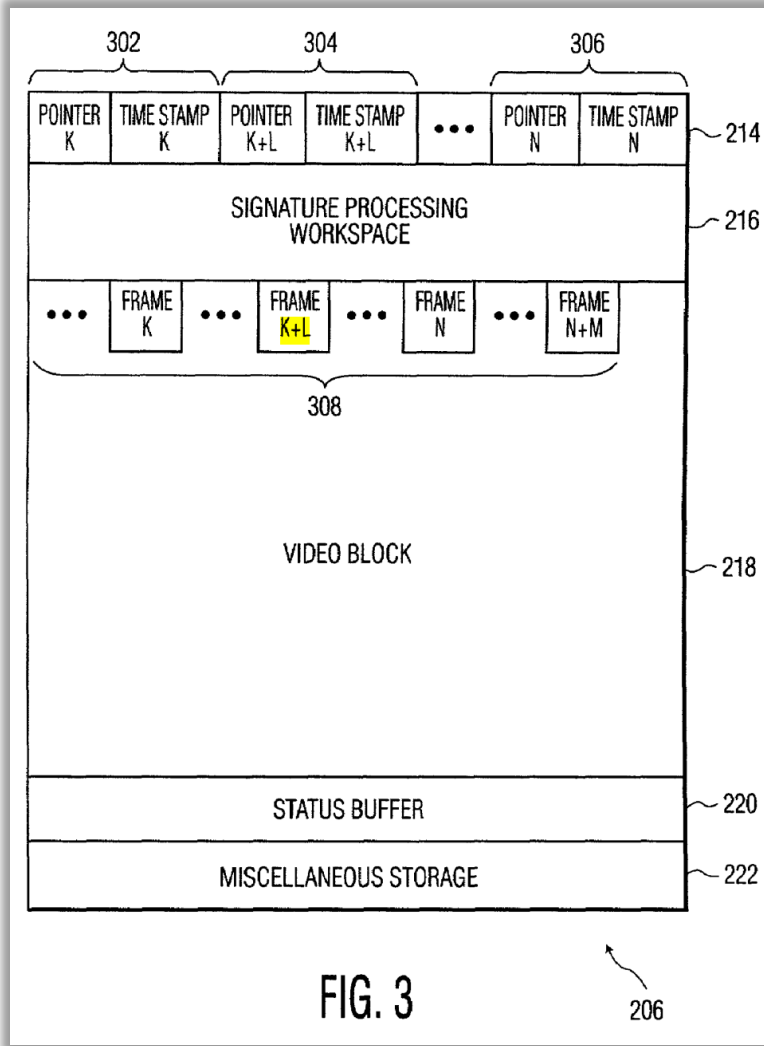 302 304 306
POINTER K TIME STAMP K POINTER K+L TIME STAMP K+L ••• POINTER N TIME STAMP N 214
SIGNATURE PROCESSING
WORKSPACE
216
••• FRAME K ••• FRAME K+L ••• FRAME N ••• FRAME N+M
308
VIDEO BLOCK
218
STATUS BUFFER 220
MISCELLANEOUS STORAGE 222
FIG. 3
206